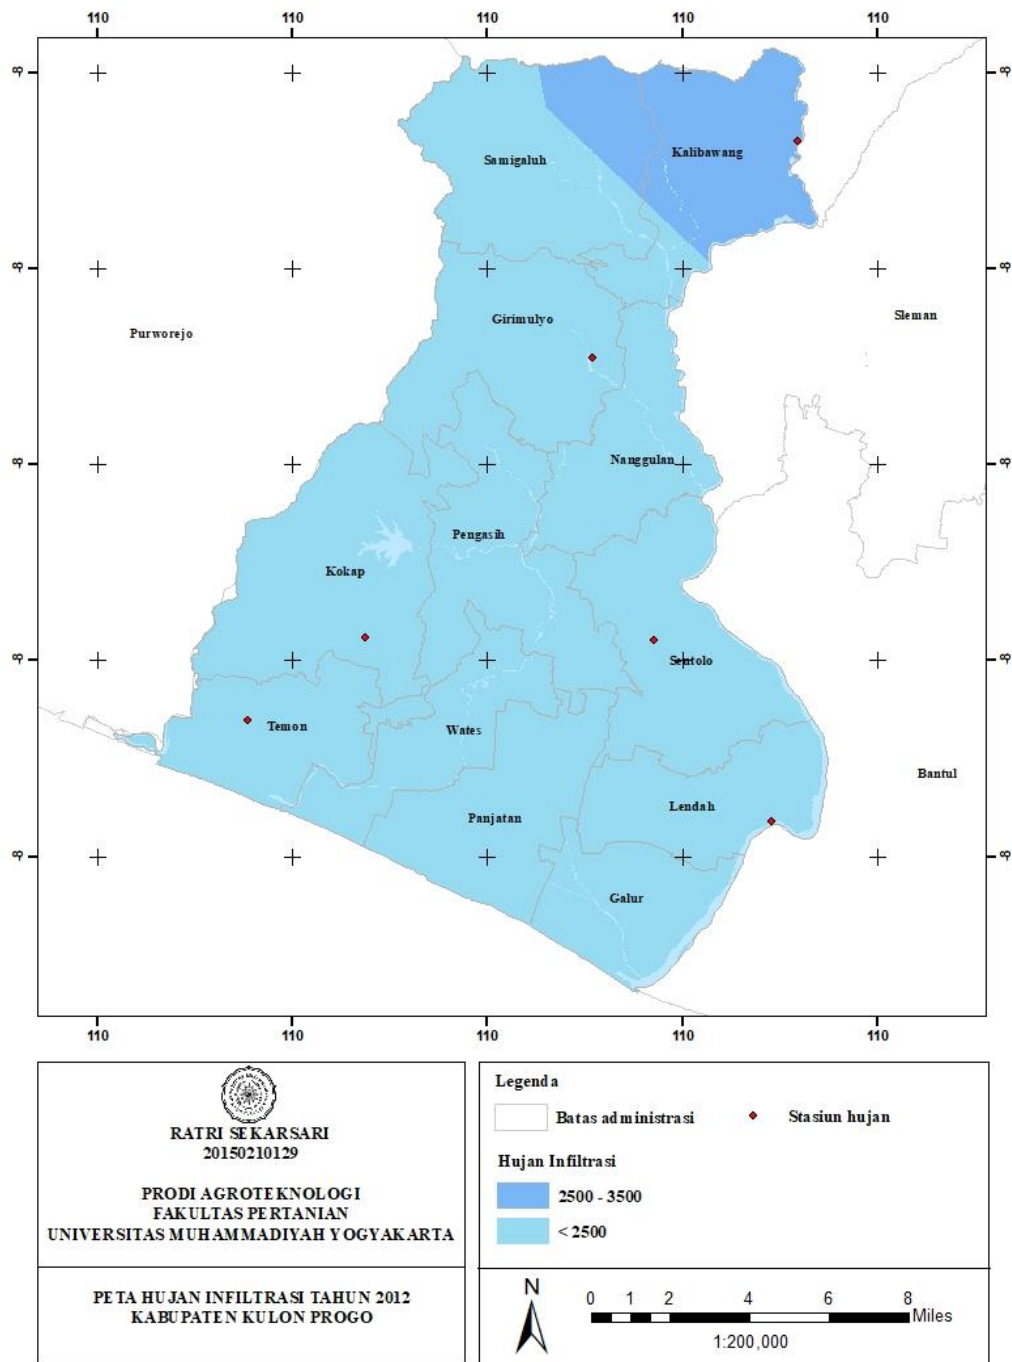 110 110 110 110 110
-8 -8
Samigaluh Kalibawang
-8 -8
Girimulyo
Sleman
Purworejo
-8 Nanggulan -8
Pengasih
Kokap
-8 Sentolo -8
Temon Wates
Bantul
Lendah
Panjatan
-8 -8
Galur
110 110 110 110 110
RATRI SEKARSARI
20150210129
PRODI AGROTEKNOLOGI
FAKULTAS PERTANIAN
UNIVERSITAS MUHAMMADIYAH YOGYAKARTA
PETA HUJAN INFILTRASI TAHUN 2012
KABUPATEN KULON PROGO
Legenda
Batas administrasi Stasiun hujan
Hujan Infiltrasi
2500 - 3500
< 2500
N
0 1 2 4 6 8
Miles
1:200,000